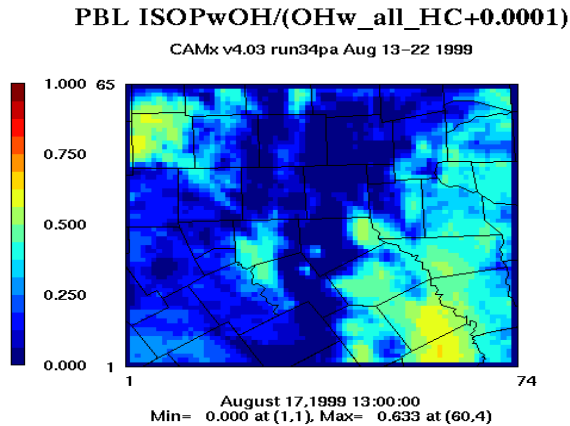 PBL ISOPwOH/(OHw_all_HC+0.0001)
CAMx v4.03 run34pa Aug 13-22 1999
1.000
0.750
0.500
0.250
0.000
65
1
1
74
August 17,1999 13:00:00
Min= 0.000 at (1,1), Max= 0.633 at (60,4)